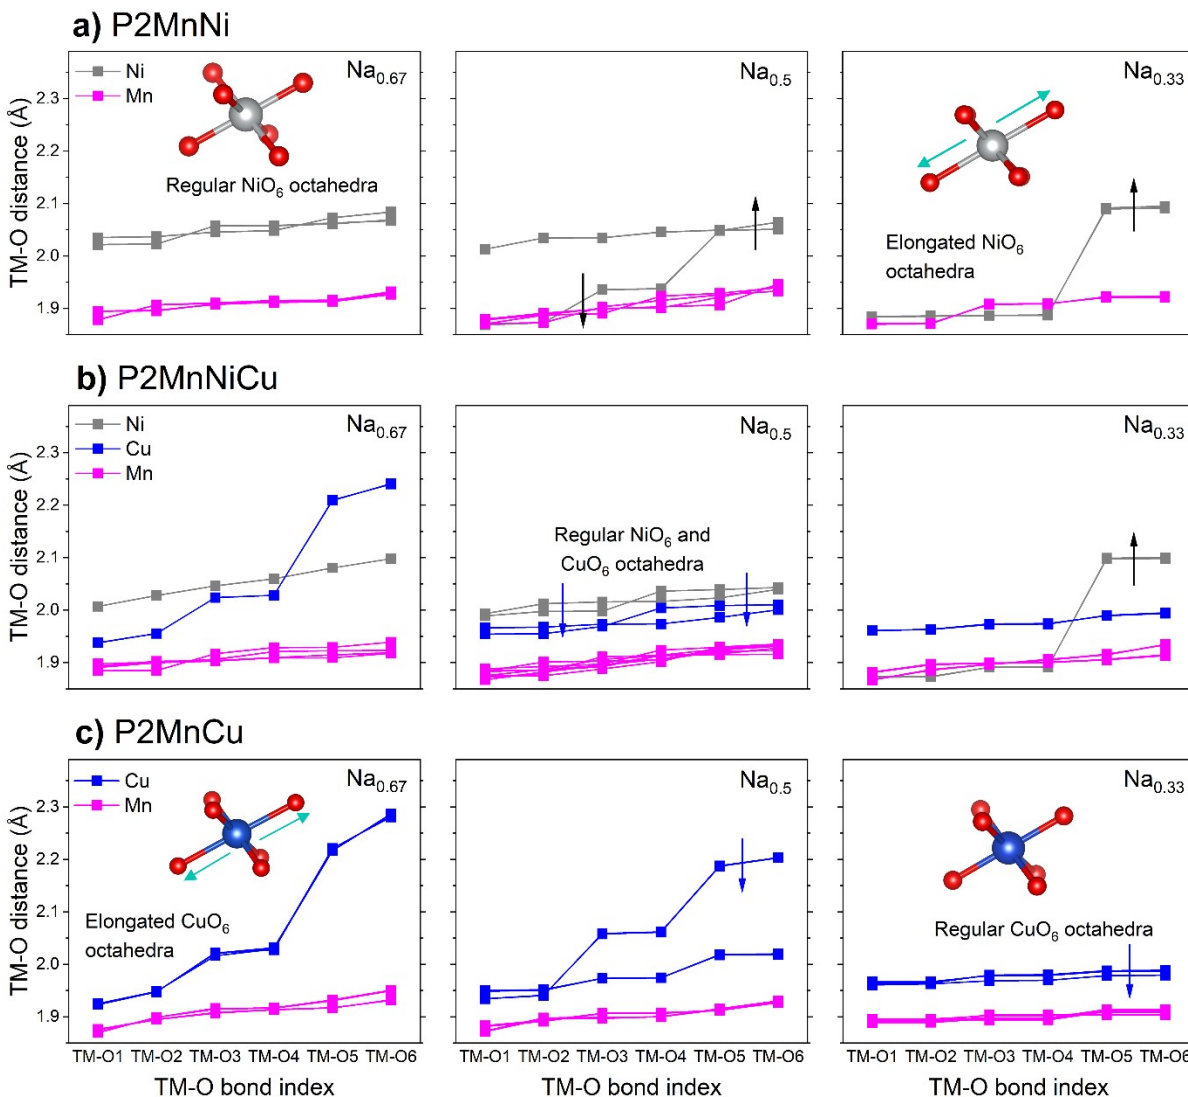 a) P2MnNi
TM-O distance (Å)
2.3
2.2
2.1
2.0
1.9
Ni
Mn
Na0.67
Regular NiO6 octahedra
Na0.5
Na0.33
Elongated NiO6
octahedra
b) P2MnNiCu
TM-O distance (Å)
2.3
2.2
2.1
2.0
1.9
Ni
Cu
Mn
Na0.67
Na0.5
Regular NiO6 and
CuO6 octahedra
Na0.33
c) P2MnCu
TM-O distance (Å)
2.3
2.2
2.1
2.0
1.9
Cu
Mn
Na0.67
Elongated CuO6
octahedra
Na0.5
Na0.33
Regular CuO6 octahedra
TM-O1 TM-O2 TM-O3 TM-O4 TM-O5 TM-O6
TM-O1 TM-O2 TM-O3 TM-O4 TM-O5 TM-O6
TM-O1 TM-O2 TM-O3 TM-O4 TM-O5 TM-O6
TM-O bond index
TM-O bond index
TM-O bond index